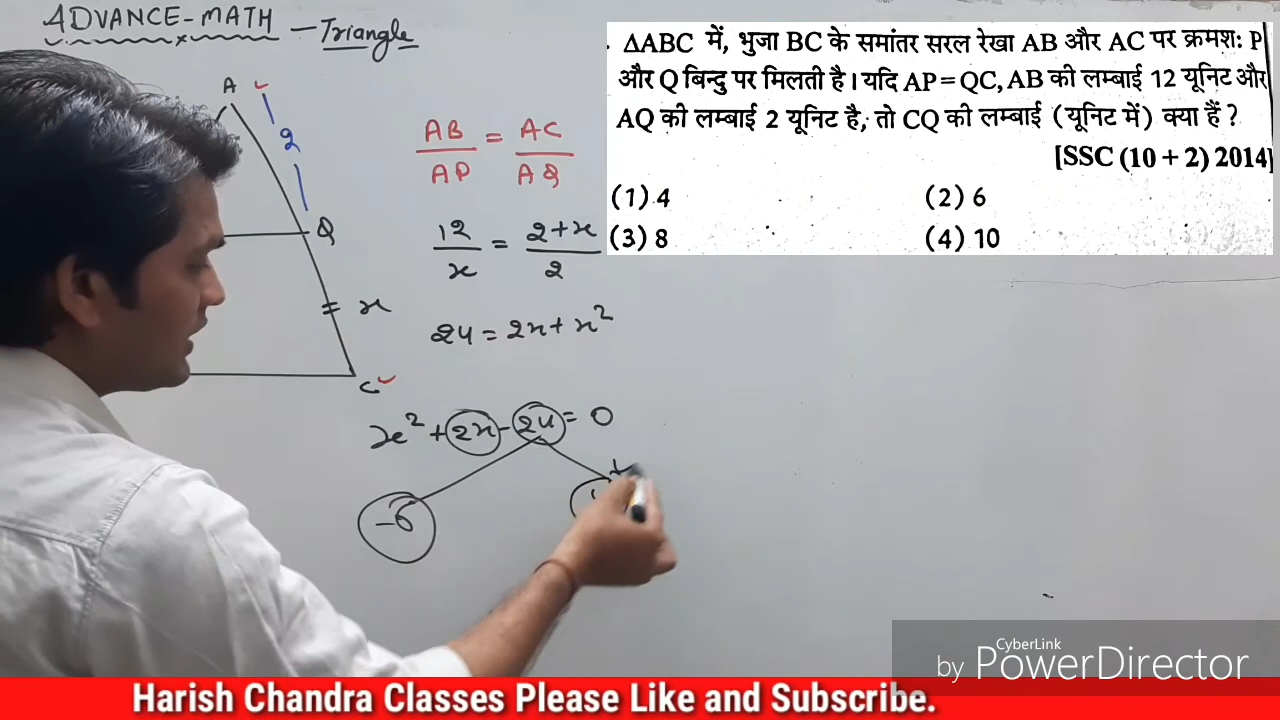 ADVANCE-MATH – Triangle
ΔABC में, भुजा BC के समांतर सरल रेखा AB और AC पर क्रमश: P
और Q बिन्दु पर मिलती है। यदि AP = QC, AB की लम्बाई 12 यूनिट और
AQ की लम्बाई 2 यूनिट है, तो CQ की लम्बाई (यूनिट में) क्या हैं ?
[SSC (10 + 2) 2014]
(1) 4
(2) 6
(3) 8
(4) 10
A
2
Q
x
C
AB/AP = AC/AQ
12/x = 2+x/2
24 = 2x + x²
x² + 2x - 24 = 0
-6
+
CyberLink
by PowerDirector
Harish Chandra Classes Please Like and Subscribe.